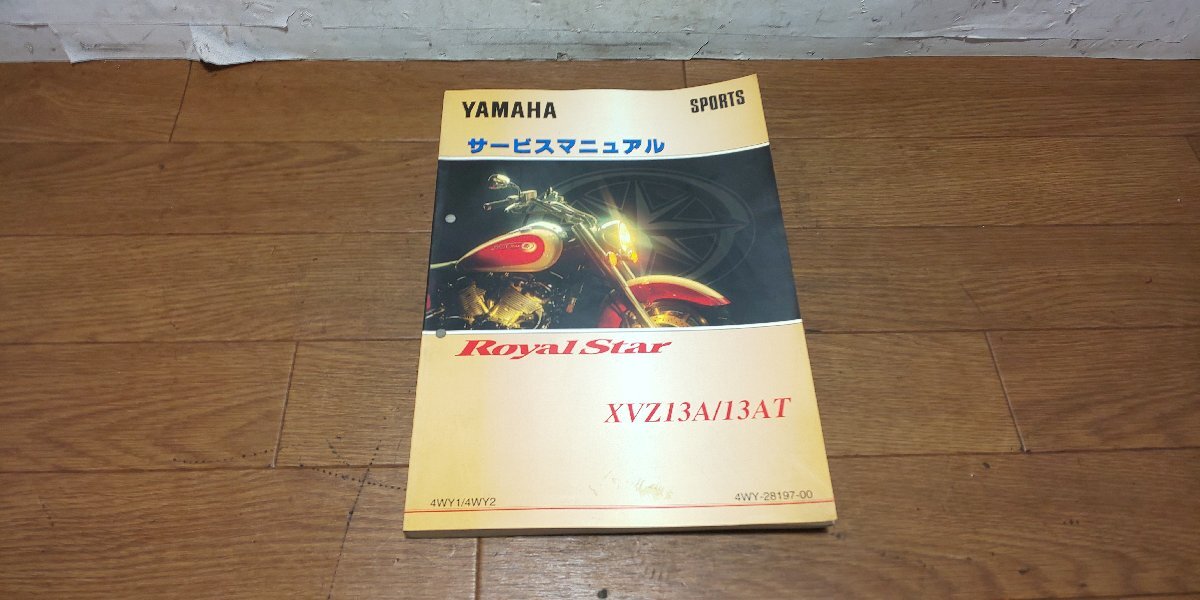 YAMAHA SPORTS
サービスマニュアル
Royal Star
XVZ13A/13AT
4WY1/4WY2 4WY-28197-00